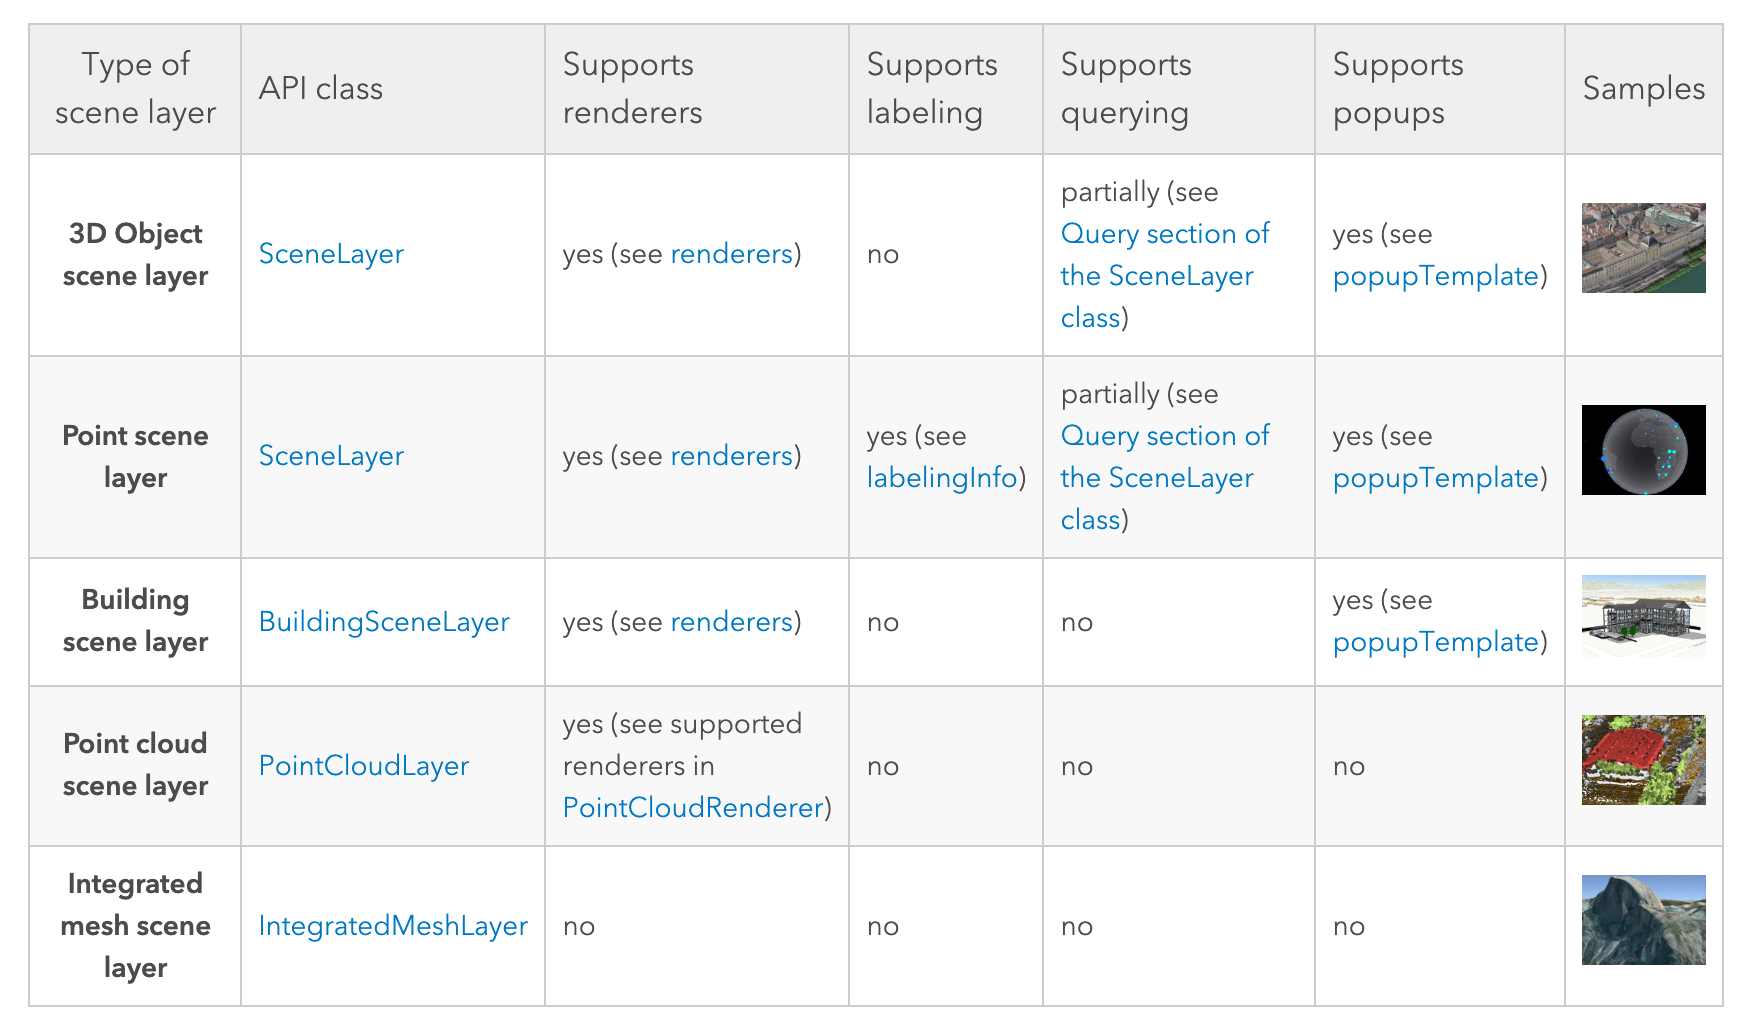 Type of
scene layer
API class
Supports
renderers
Supports
labeling
Supports
querying
Supports
popups
Samples
3D Object
scene layer
SceneLayer
yes (see renderers)
no
partially (see
Query section of
the SceneLayer
class)
yes (see
popupTemplate)
Point scene
layer
SceneLayer
yes (see renderers)
yes (see
labelingInfo)
partially (see
Query section of
the SceneLayer
class)
yes (see
popupTemplate)
Building
scene layer
BuildingSceneLayer
yes (see renderers)
no
no
yes (see
popupTemplate)
Point cloud
scene layer
PointCloudLayer
yes (see supported
renderers in
PointCloudRenderer)
no
no
no
Integrated
mesh scene
layer
IntegratedMeshLayer
no
no
no
no